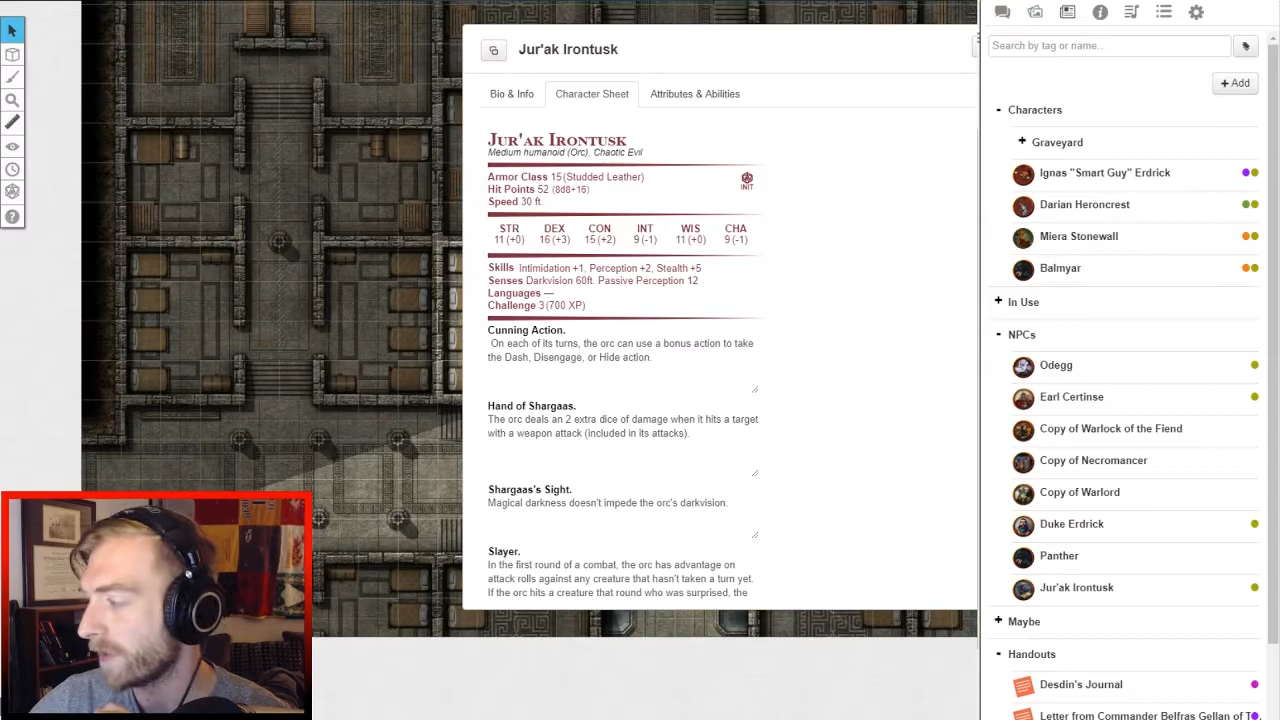 Jur'ak Irontusk
Bio & Info
Character Sheet
Attributes & Abilities
JUR'AK IRONTUSK
Medium humanoid (Orc), Chaotic Evil
Armor Class 15 (Studded Leather)
Hit Points 52 (8d8+16)
Speed 30 ft.
INIT
STR DEX CON INT WIS CHA
11 (+0) 16 (+3) 15 (+2) 9 (-1) 11 (+0) 9 (-1)
Skills Intimidation +1, Perception +2, Stealth +5
Senses Darkvision 60ft. Passive Perception 12
Languages —
Challenge 3 (700 XP)
Cunning Action.
On each of its turns, the orc can use a bonus action to take
the Dash, Disengage, or Hide action.
Hand of Shargaas.
The orc deals an 2 extra dice of damage when it hits a target
with a weapon attack (included in its attacks).
Shargaas's Sight.
Magical darkness doesn't impede the orc's darkvision.
Slayer.
In the first round of a combat, the orc has advantage on
attack rolls against any creature that hasn't taken a turn yet.
If the orc hits a creature that round who was surprised, the
Search by tag or name...
+ Add
- Characters
+ Graveyard
Ignas "Smart Guy" Erdrick
Darian Heroncrest
Miera Stonewall
Balmyar
+ In Use
- NPCs
Odegg
Earl Certinse
Copy of Warlock of the Fiend
Copy of Necromancer
Copy of Warlord
Duke Erdrick
Panther
Jur'ak Irontusk
+ Maybe
- Handouts
Desdin's Journal
Letter from Commander Belfras Gellan of T